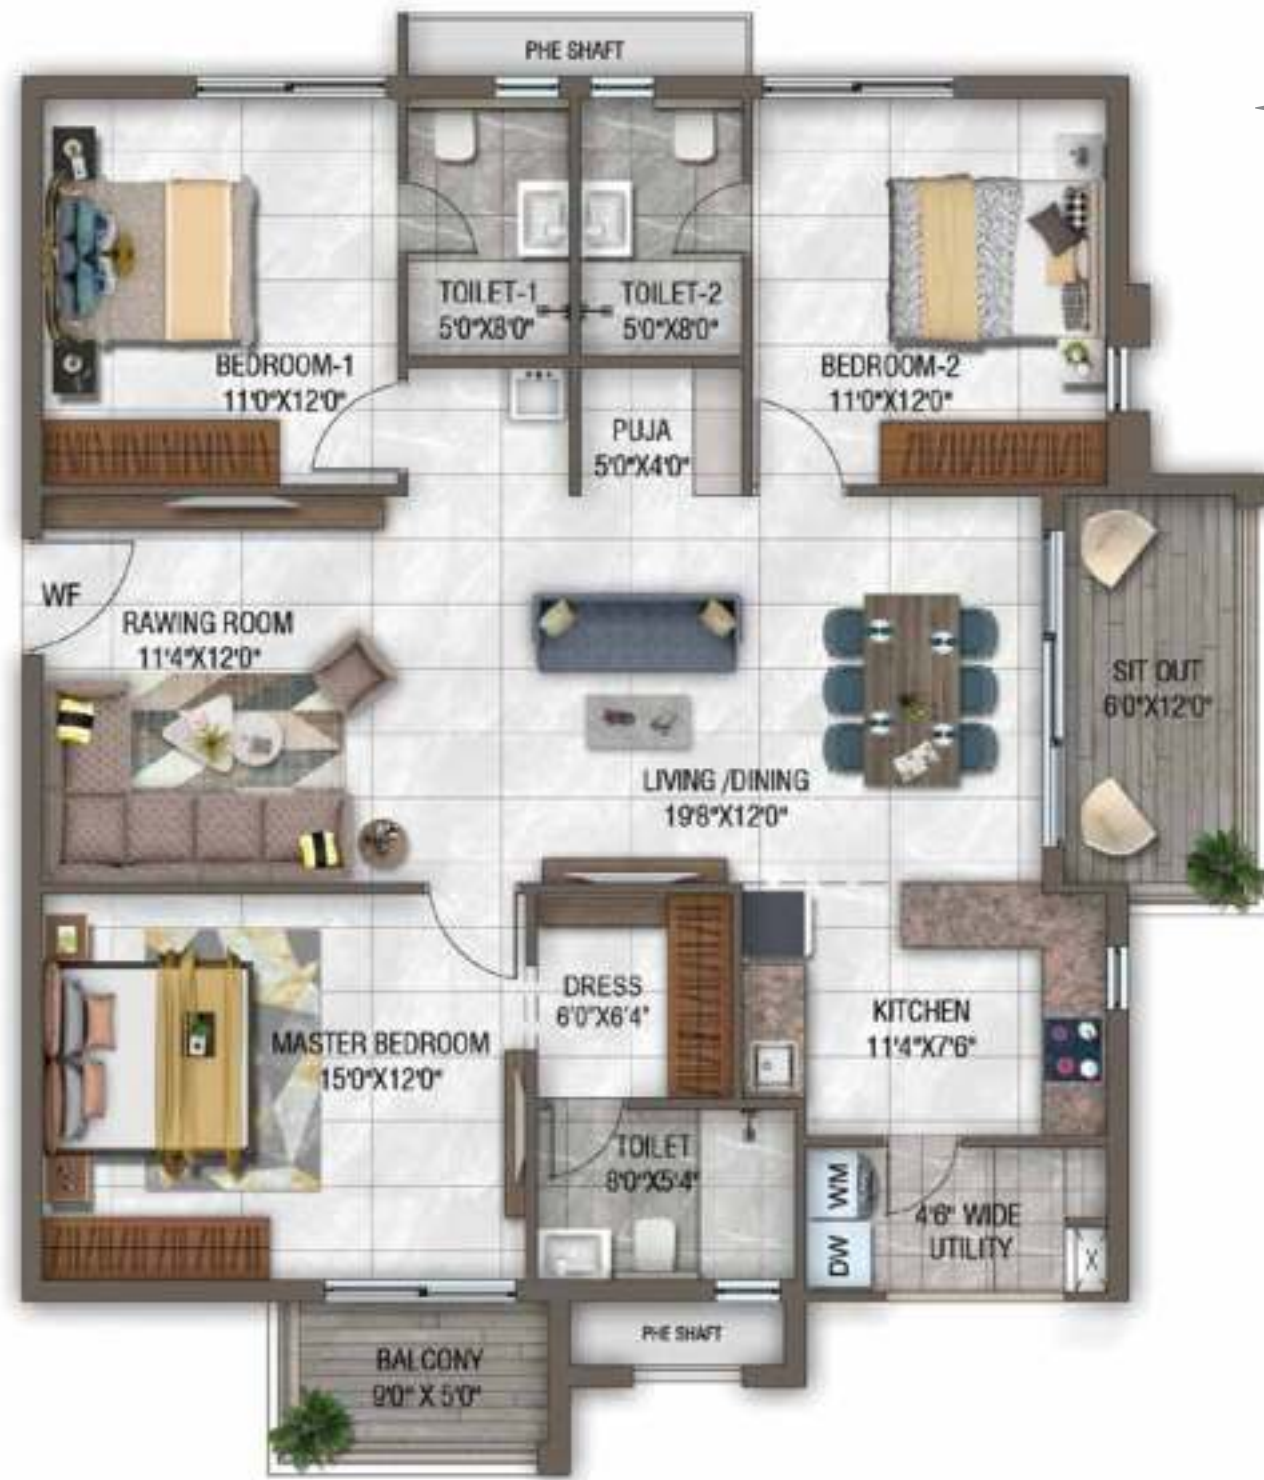 PHE SHAFT
TOILET-1
5'0"X8'0"
TOILET-2
5'0"X8'0"
BEDROOM-1
11'0"X12'0"
BEDROOM-2
11'0"X12'0"
PUJA
5'0"X4'0"
WF
RAWING ROOM
11'4"X12'0"
SIT OUT
6'0"X12'0"
LIVING /DINING
19'8"X12'0"
DRESS
6'0"X6'4"
KITCHEN
11'4"X7'6"
MASTER BEDROOM
15'0"X12'0"
TOILET
8'0"X5'4"
WM
DW
4'6" WIDE
UTILITY
X
PHE SHAFT
BALCONY
9'0" X 5'0"